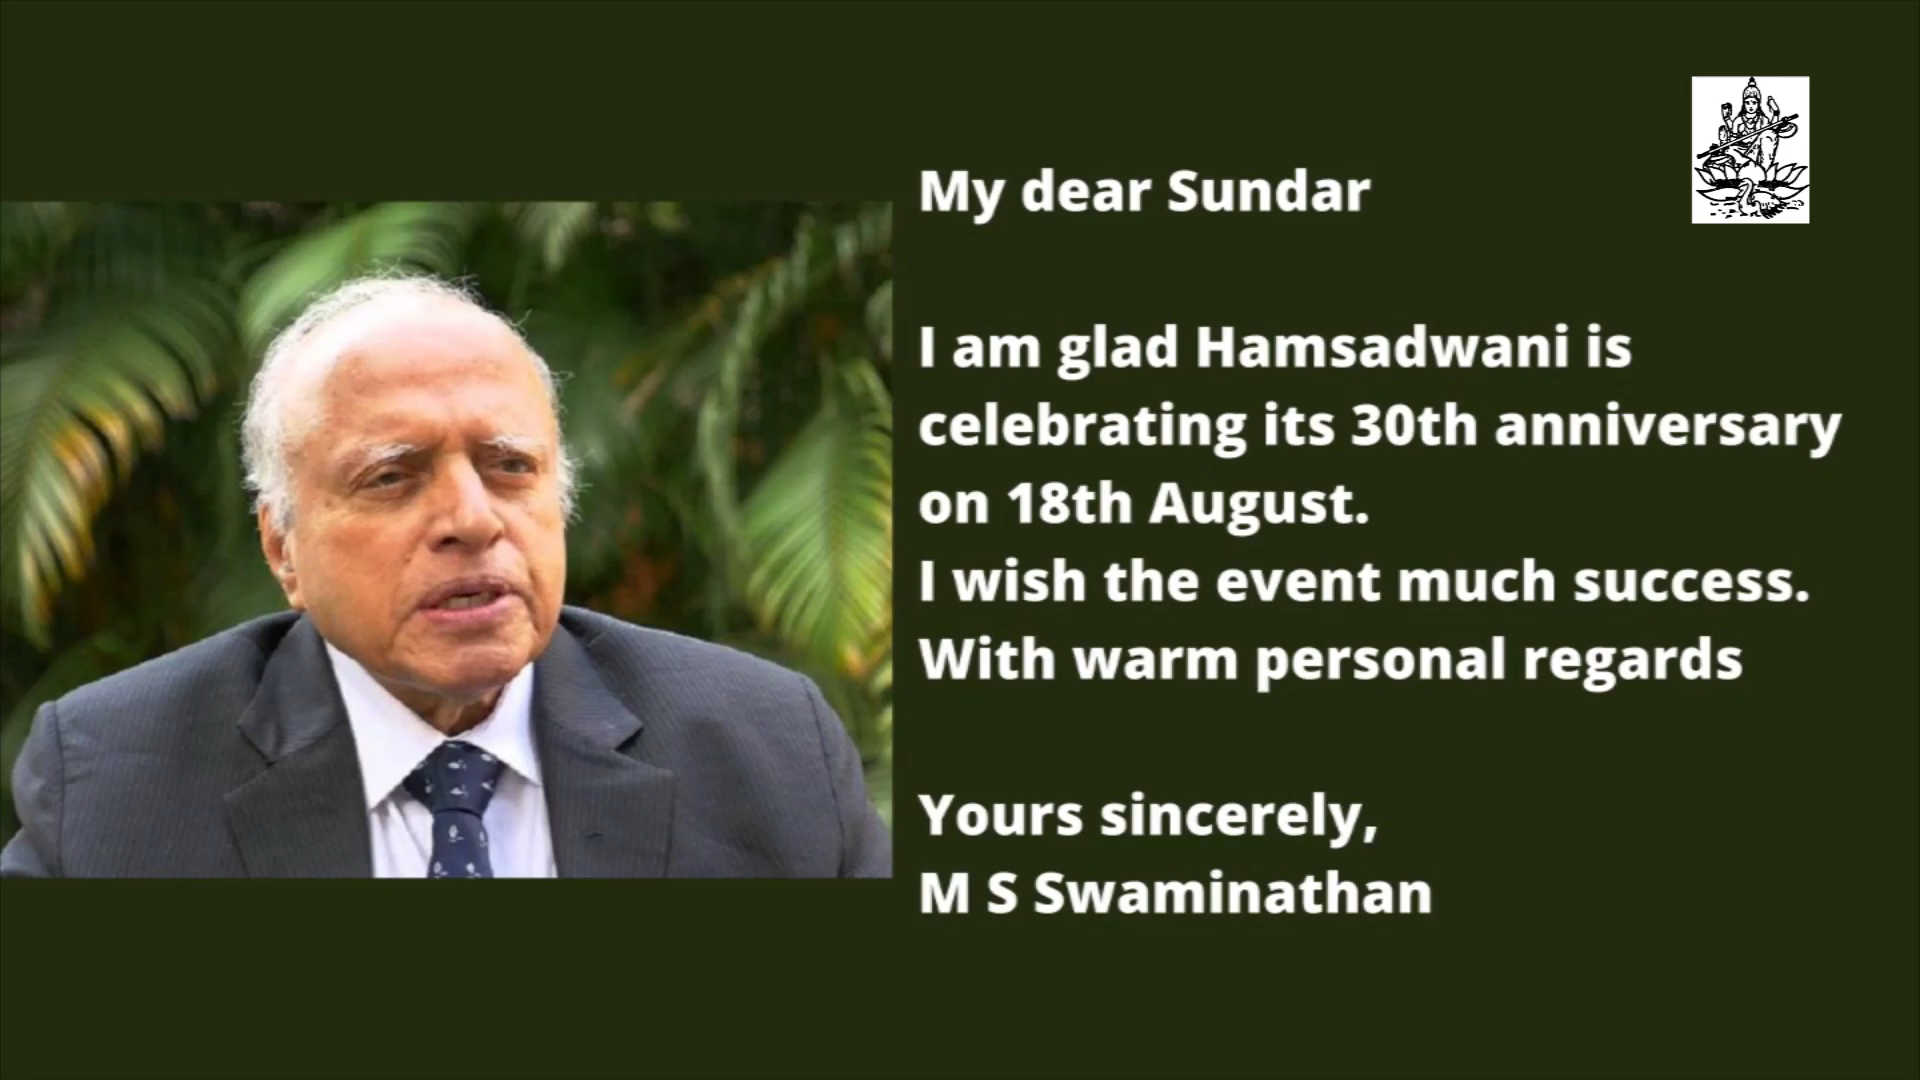 My dear Sundar
I am glad Hamsadwani is
celebrating its 30th anniversary
on 18th August.
I wish the event much success.
With warm personal regards
Yours sincerely,
M S Swaminathan